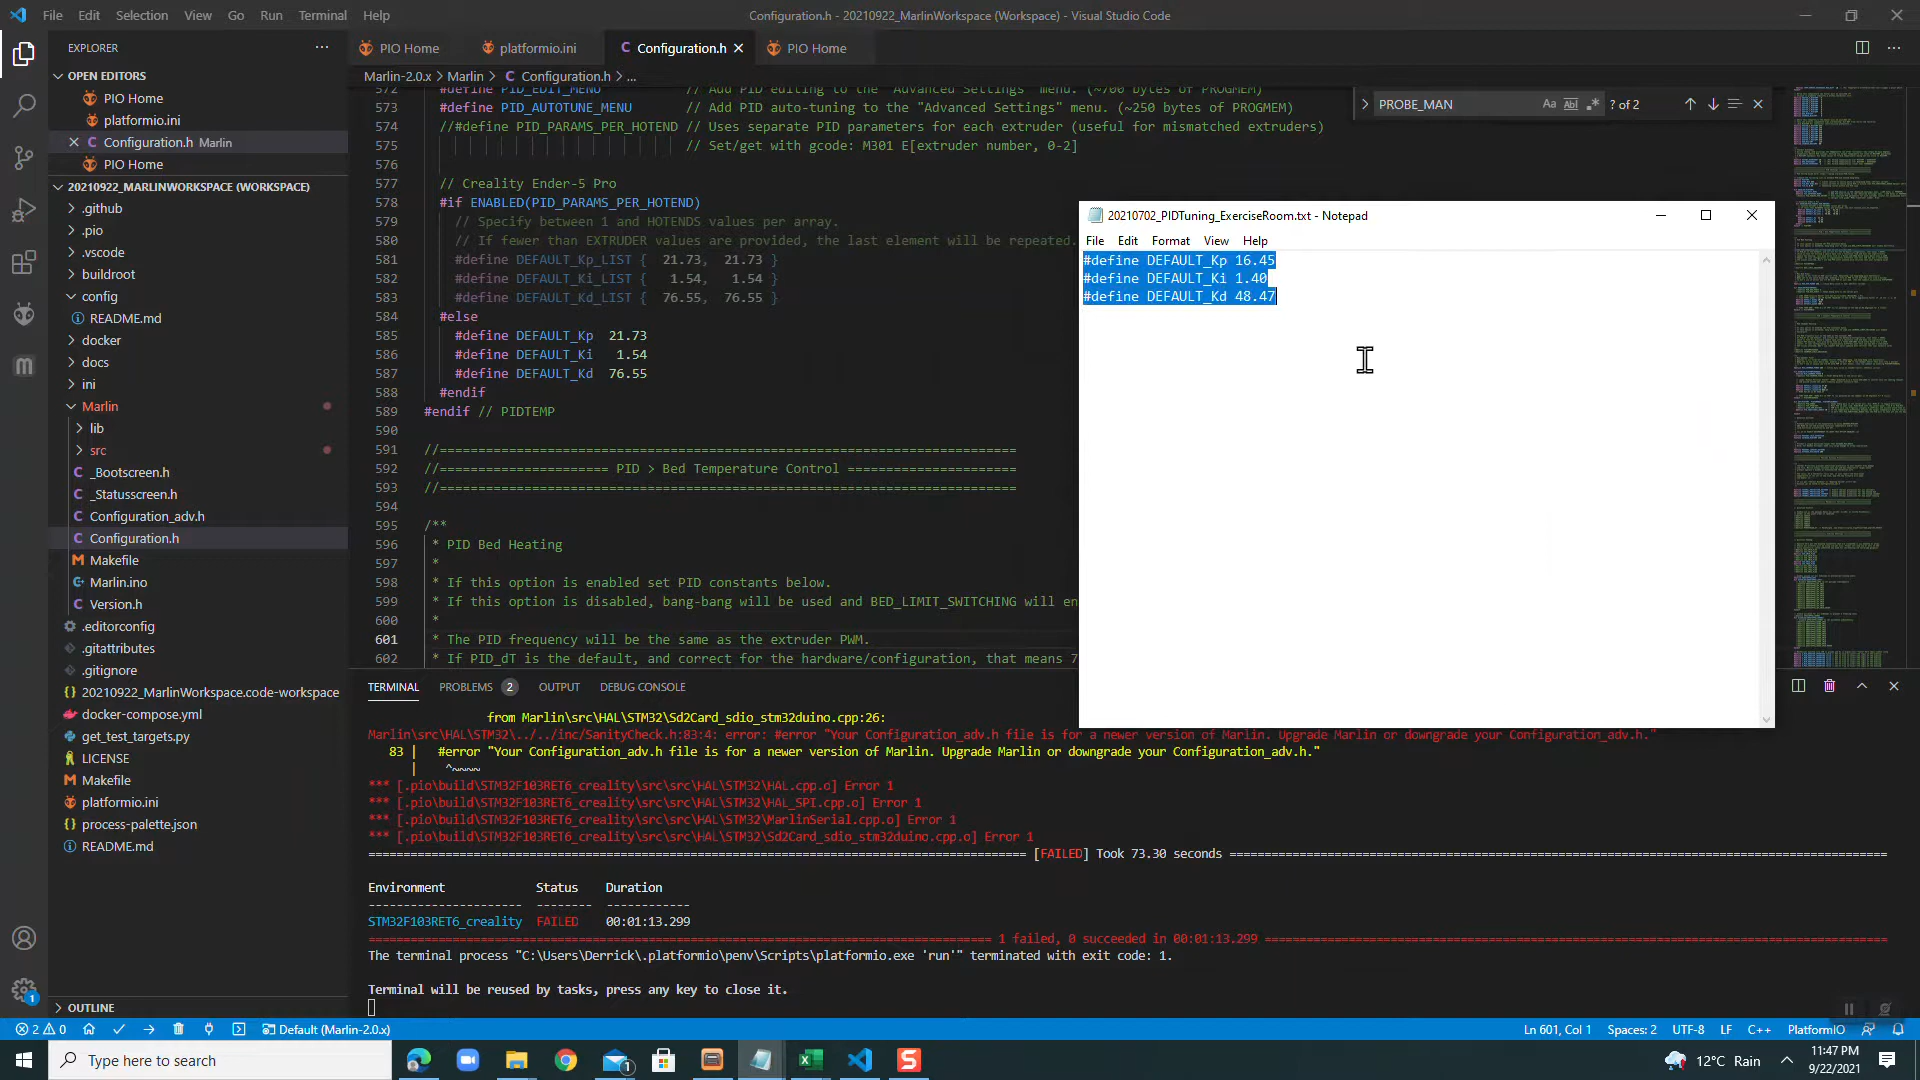 File Edit Selection View Go Run Terminal Help
Configuration.h - 20210922_MarlinWorkspace (Workspace) - Visual Studio Code
EXPLORER
PIO Home
platformio.ini
Configuration.h
PIO Home
OPEN EDITORS
PIO Home
platformio.ini
Configuration.h Marlin
PIO Home
20210922_MARLINWORKSPACE (WORKSPACE)
.github
.pio
.vscode
buildroot
config
README.md
docker
docs
ini
Marlin
lib
src
_Bootscreen.h
_Statusscreen.h
Configuration_adv.h
Configuration.h
Makefile
Marlin.ino
Version.h
.editorconfig
.gitattributes
.gitignore
20210922_MarlinWorkspace.code-workspace
docker-compose.yml
get_test_targets.py
LICENSE
Makefile
platformio.ini
process-palette.json
README.md
OUTLINE
Marlin-2.0.x > Marlin > C Configuration.h > ...
PROBE_MAN Aa Abl .* ? of 2
572 #define PID_EDIT_MENU // Add PID editing to the "Advanced Settings" menu. (~700 bytes of PROGMEM)
573 #define PID_AUTOTUNE_MENU // Add PID auto-tuning to the "Advanced Settings" menu. (~250 bytes of PROGMEM)
574 //#define PID_PARAMS_PER_HOTEND // Uses separate PID parameters for each extruder (useful for mismatched extruders)
575 // Set/get with gcode: M301 E[extruder number, 0-2]
576
577 // Creality Ender-5 Pro
578 #if ENABLED(PID_PARAMS_PER_HOTEND)
579 // Specify between 1 and HOTENDS values per array.
580 // If fewer than EXTRUDER values are provided, the last element will be repeated.
581 #define DEFAULT_Kp_LIST { 21.73, 21.73 }
582 #define DEFAULT_Ki_LIST { 1.54, 1.54 }
583 #define DEFAULT_Kd_LIST { 76.55, 76.55 }
584 #else
585 #define DEFAULT_Kp 21.73
586 #define DEFAULT_Ki 1.54
587 #define DEFAULT_Kd 76.55
588 #endif
589 #endif // PIDTEMP
590
591 //===========================================================================
592 //====================== PID > Bed Temperature Control ======================
593 //===========================================================================
594
595 /**
596 * PID Bed Heating
597 *
598 * If this option is enabled set PID constants below.
599 * If this option is disabled, bang-bang will be used and BED_LIMIT_SWITCHING will en
600 *
601 * The PID frequency will be the same as the extruder PWM.
602 * If PID_dT is the default, and correct for the hardware/configuration, that means 7
20210702_PIDTuning_ExerciseRoom.txt - Notepad
File Edit Format View Help
#define DEFAULT_Kp 16.45
#define DEFAULT_Ki 1.40
#define DEFAULT_Kd 48.47
TERMINAL PROBLEMS 2 OUTPUT DEBUG CONSOLE
from Marlin\src\HAL\STM32\Sd2Card_sdio_stm32duino.cpp:26:
Marlin\src\HAL\STM32\../../inc/SanityCheck.h:83:4: error: #error "Your Configuration_adv.h file is for a newer version of Marlin. Upgrade Marlin or downgrade your Configuration_adv.h."
83 | #error "Your Configuration_adv.h file is for a newer version of Marlin. Upgrade Marlin or downgrade your Configuration_adv.h."
| ^~~~~
*** [.pio\build\STM32F103RET6_creality\src\src\HAL\STM32\HAL.cpp.o] Error 1
*** [.pio\build\STM32F103RET6_creality\src\src\HAL\STM32\HAL_SPI.cpp.o] Error 1
*** [.pio\build\STM32F103RET6_creality\src\src\HAL\STM32\MarlinSerial.cpp.o] Error 1
*** [.pio\build\STM32F103RET6_creality\src\src\HAL\STM32\Sd2Card_sdio_stm32duino.cpp.o] Error 1
[FAILED] Took 73.30 seconds
Environment Status Duration
---------------------- -------- ------------
STM32F103RET6_creality FAILED 00:01:13.299
1 failed, 0 succeeded in 00:01:13.299
The terminal process "C:\Users\Derrick\.platformio\penv\Scripts\platformio.exe 'run'" terminated with exit code: 1.
Terminal will be reused by tasks, press any key to close it.
2 0 Default (Marlin-2.0.x)
Ln 601, Col 1 Spaces: 2 UTF-8 LF C++ PlatformIO
Type here to search
12°C Rain
11:47 PM
9/22/2021